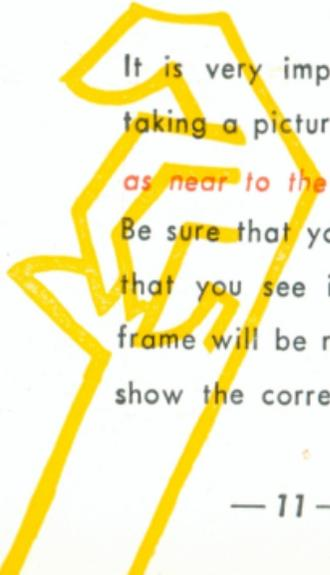 It is very imp
taking a pictur
as near to the
Be sure that yo
that you see i
frame will be r
show the corre
— 11 –